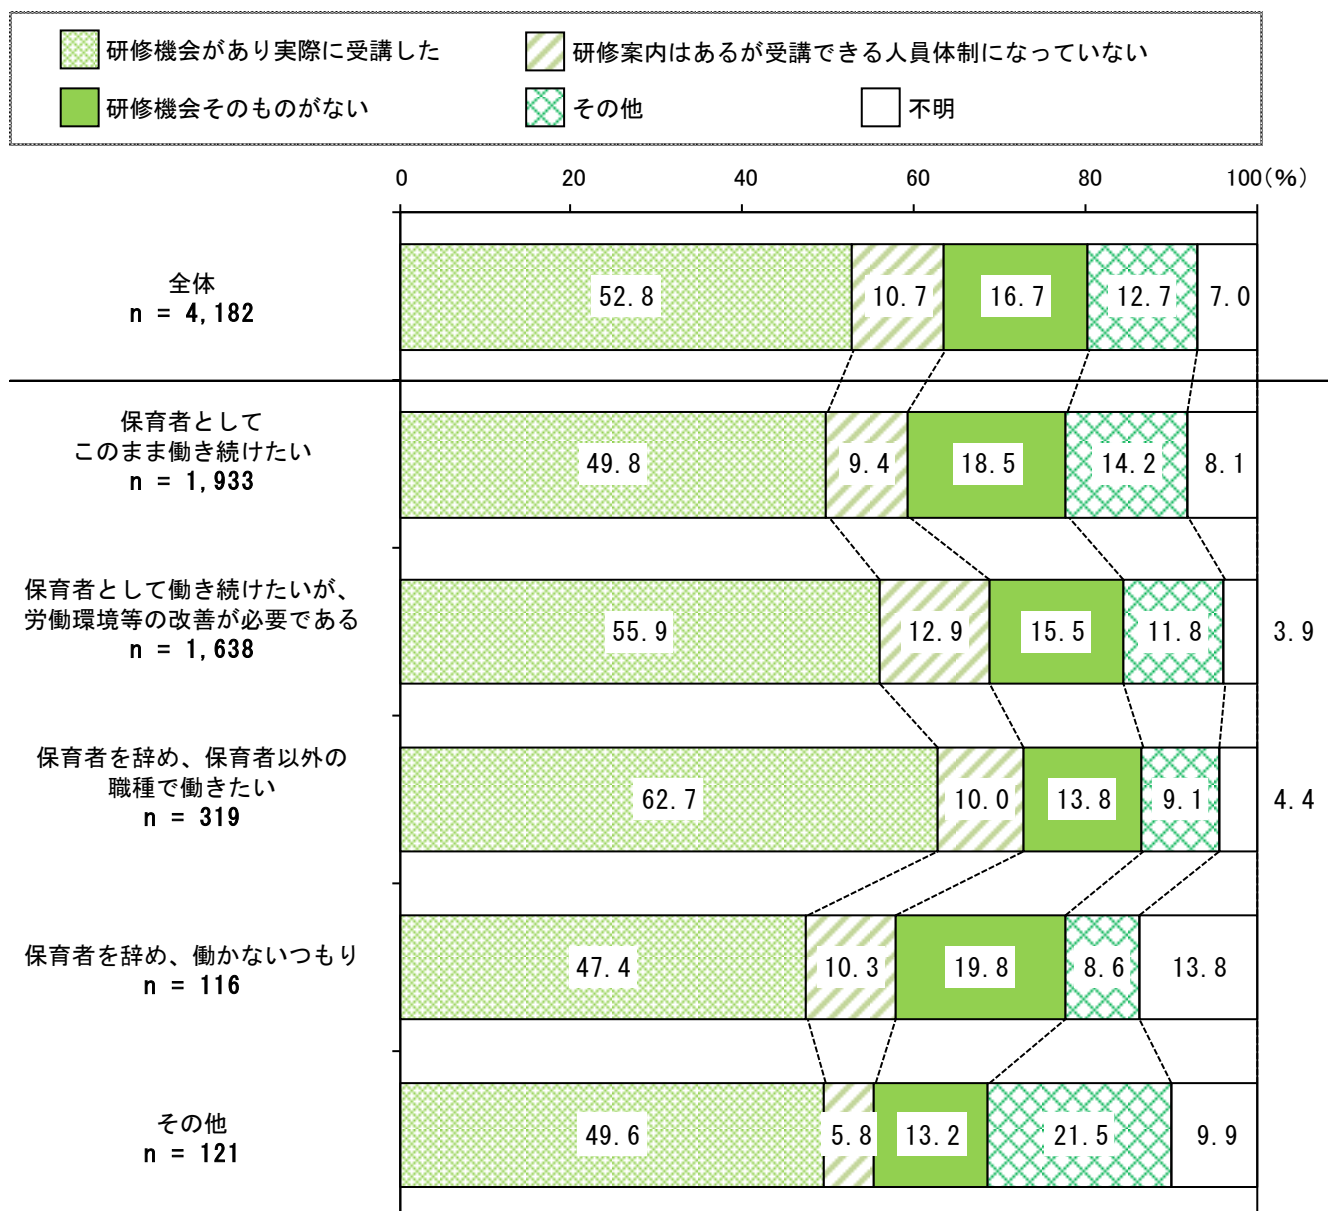 研修機会があり実際に受講した 研修案内はあるが受講できる人員体制になっていない
研修機会そのものがない その他 不明
0 20 40 60 80 100(%)
全体
n = 4,182
52.8 10.7 16.7 12.7 7.0
保育者として
このまま働き続けたい
n = 1,933
49.8 9.4 18.5 14.2 8.1
保育者として働き続けたいが、
労働環境等の改善が必要である
n = 1,638
55.9 12.9 15.5 11.8 3.9
保育者を辞め、保育者以外の
職種で働きたい
n = 319
62.7 10.0 13.8 9.1 4.4
保育者を辞め、働かないつもり
n = 116
47.4 10.3 19.8 8.6 13.8
その他
n = 121
49.6 5.8 13.2 21.5 9.9